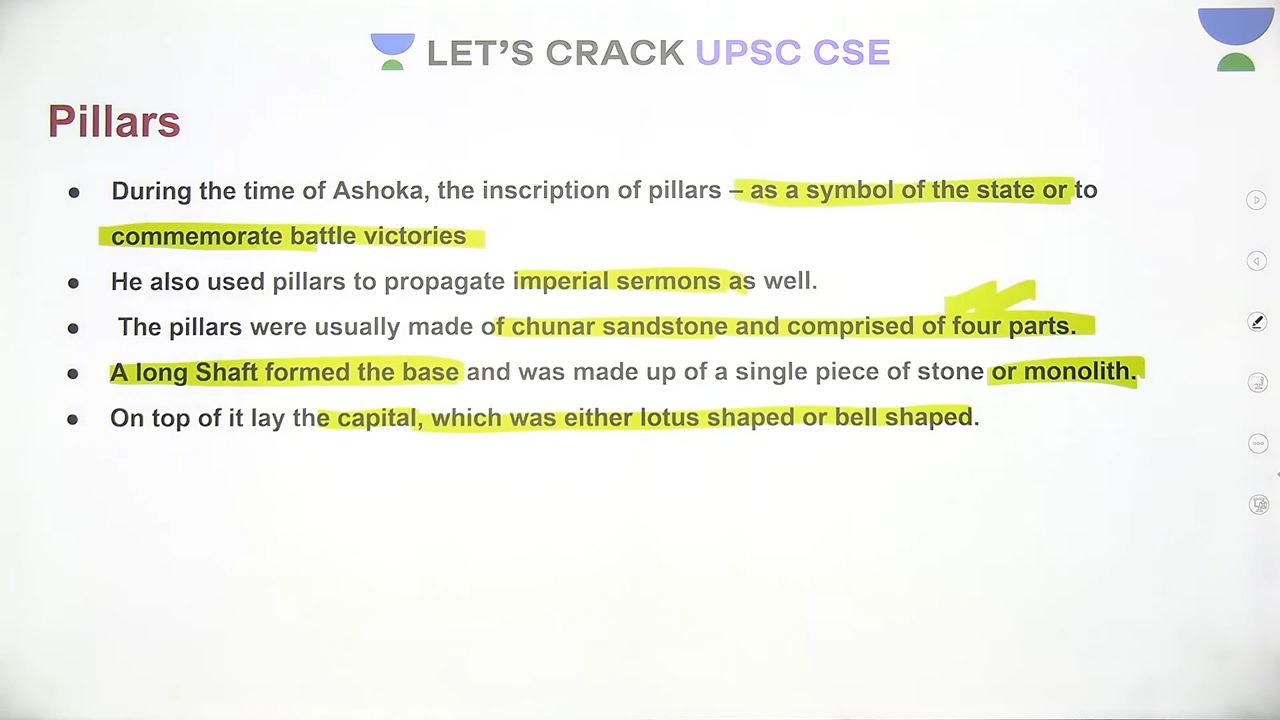 LET'S CRACK UPSC CSE
Pillars
● During the time of Ashoka, the inscription of pillars – as a symbol of the state or to
commemorate battle victories
● He also used pillars to propagate imperial sermons as well.
● The pillars were usually made of chunar sandstone and comprised of four parts.
● A long Shaft formed the base and was made up of a single piece of stone or monolith.
● On top of it lay the capital, which was either lotus shaped or bell shaped.